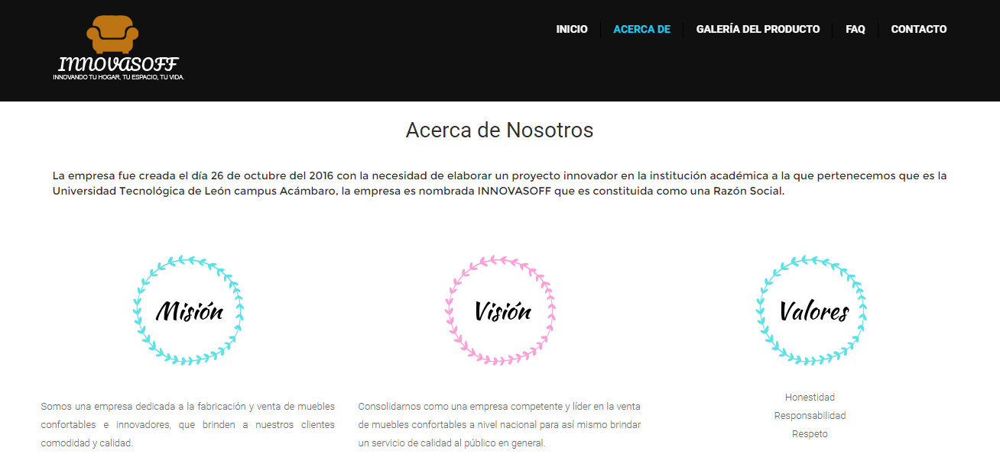 INNOVASOFF
INNOVANDO TU HOGAR, TU ESPACIO, TU VIDA.
INICIO
ACERCA DE
GALERÍA DEL PRODUCTO
FAQ
CONTACTO
Acerca de Nosotros
La empresa fue creada el día 26 de octubre del 2016 con la necesidad de elaborar un proyecto innovador en la institución académica a la que pertenecemos que es la
Universidad Tecnológica de León campus Acámbaro, la empresa es nombrada INNOVASOFF que es constituida como una Razón Social.
Misión
Somos una empresa dedicada a la fabricación y venta de muebles
confortables e innovadores, que brinden a nuestros clientes
comodidad y calidad.
Visión
Consolidarnos como una empresa competente y líder en la venta
de muebles confortables a nivel nacional para así mismo brindar
un servicio de calidad al público en general.
Valores
Honestidad
Responsabilidad
Respeto